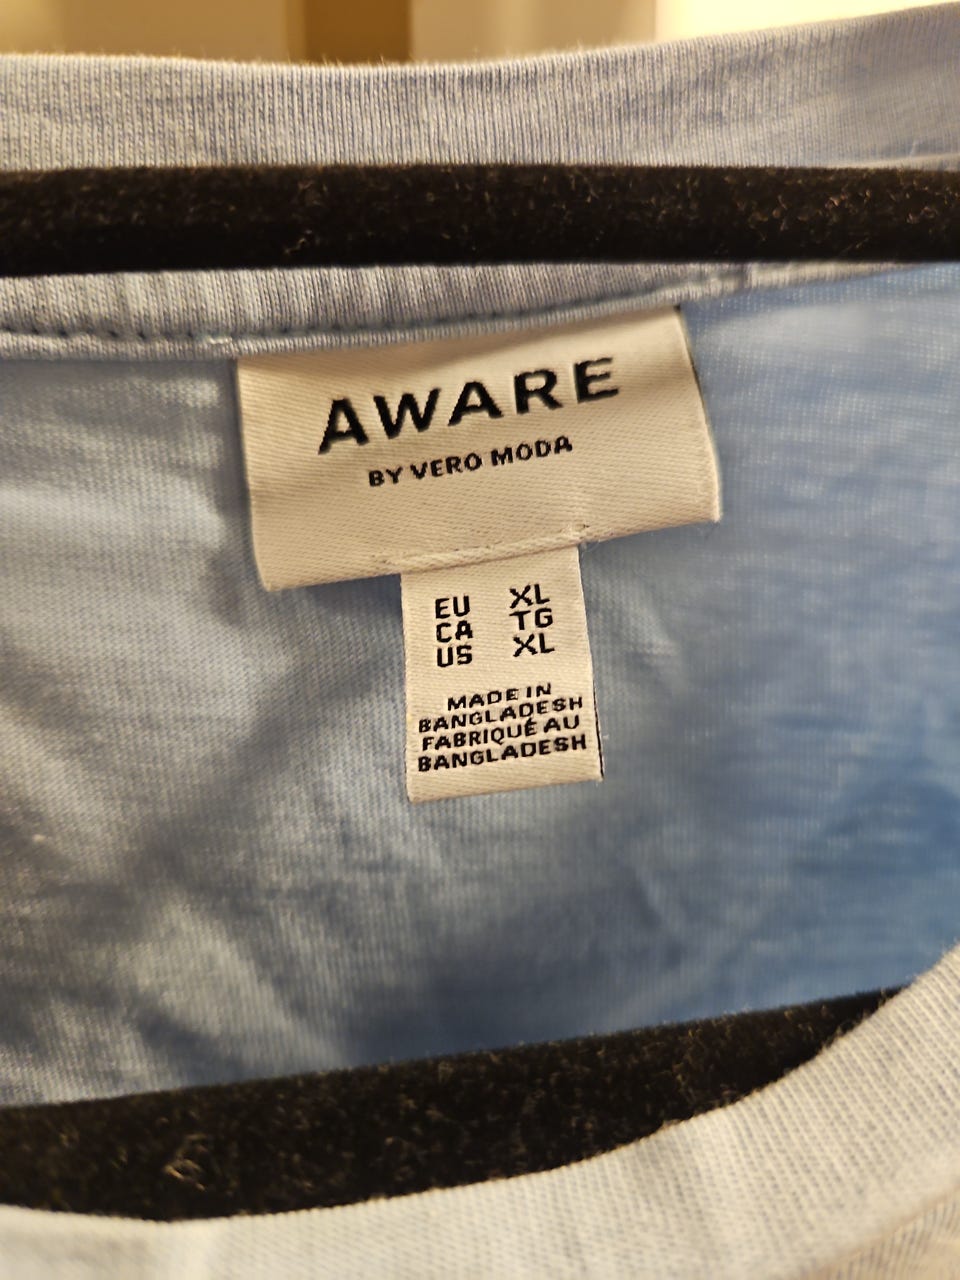 AWARE
BY VERO MODA
EU XL
CA TG
US XL
MADE IN
BANGLADESH
FABRIQUÉ AU
BANGLADESH